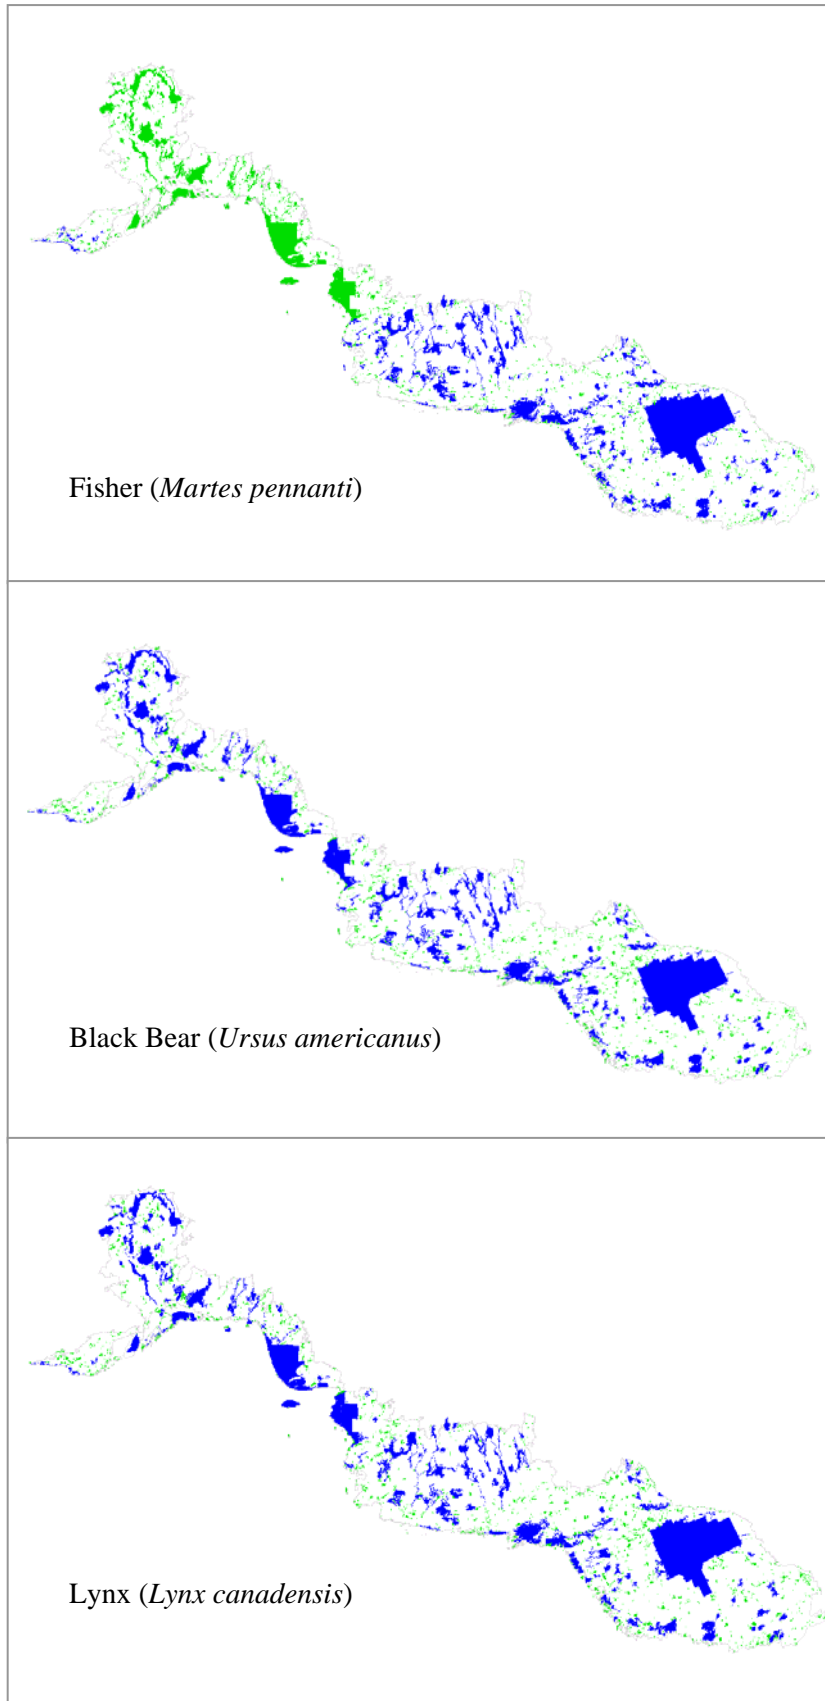 Fisher (Martes pennanti)
Black Bear (Ursus americanus)
Lynx (Lynx canadensis)